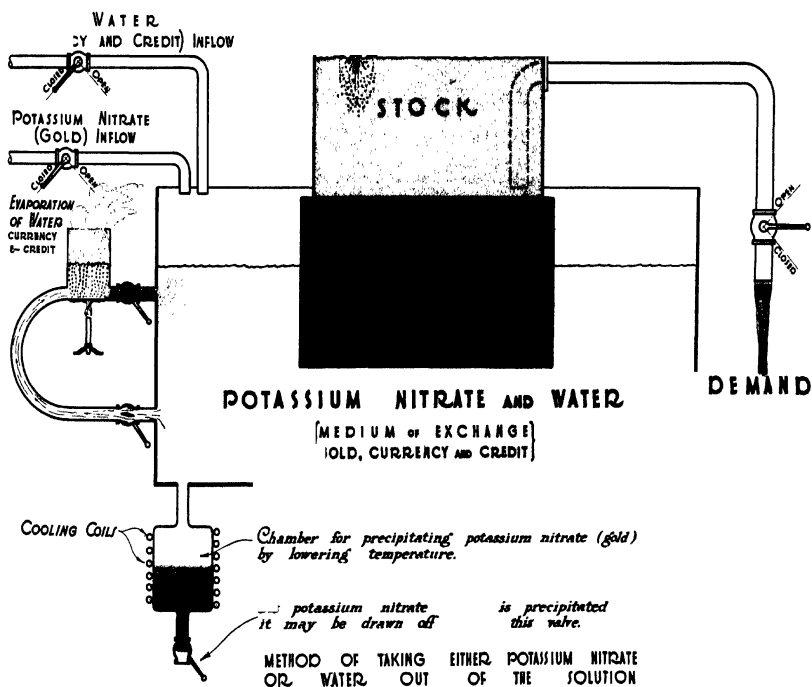 WATER
CY AND CREDIT) INFLOW
CLOSED
OPEN
POTASSIUM NITRATE
(GOLD) INFLOW
CLOSED
OPEN
EVAPORATION
OF WATER
CURRENCY
& CREDIT
STOCK
OPEN
CLOSED
DEMAND
POTASSIUM NITRATE AND WATER
[MEDIUM OF EXCHANGE]
OLD, CURRENCY AND CREDIT]
COOLING COILS
Chamber for precipitating potassium nitrate (gold)
by lowering temperature.
potassium nitrate is precipitated
it may be drawn off this valve.
METHOD OF TAKING EITHER POTASSIUM NITRATE
OR WATER OUT OF THE SOLUTION